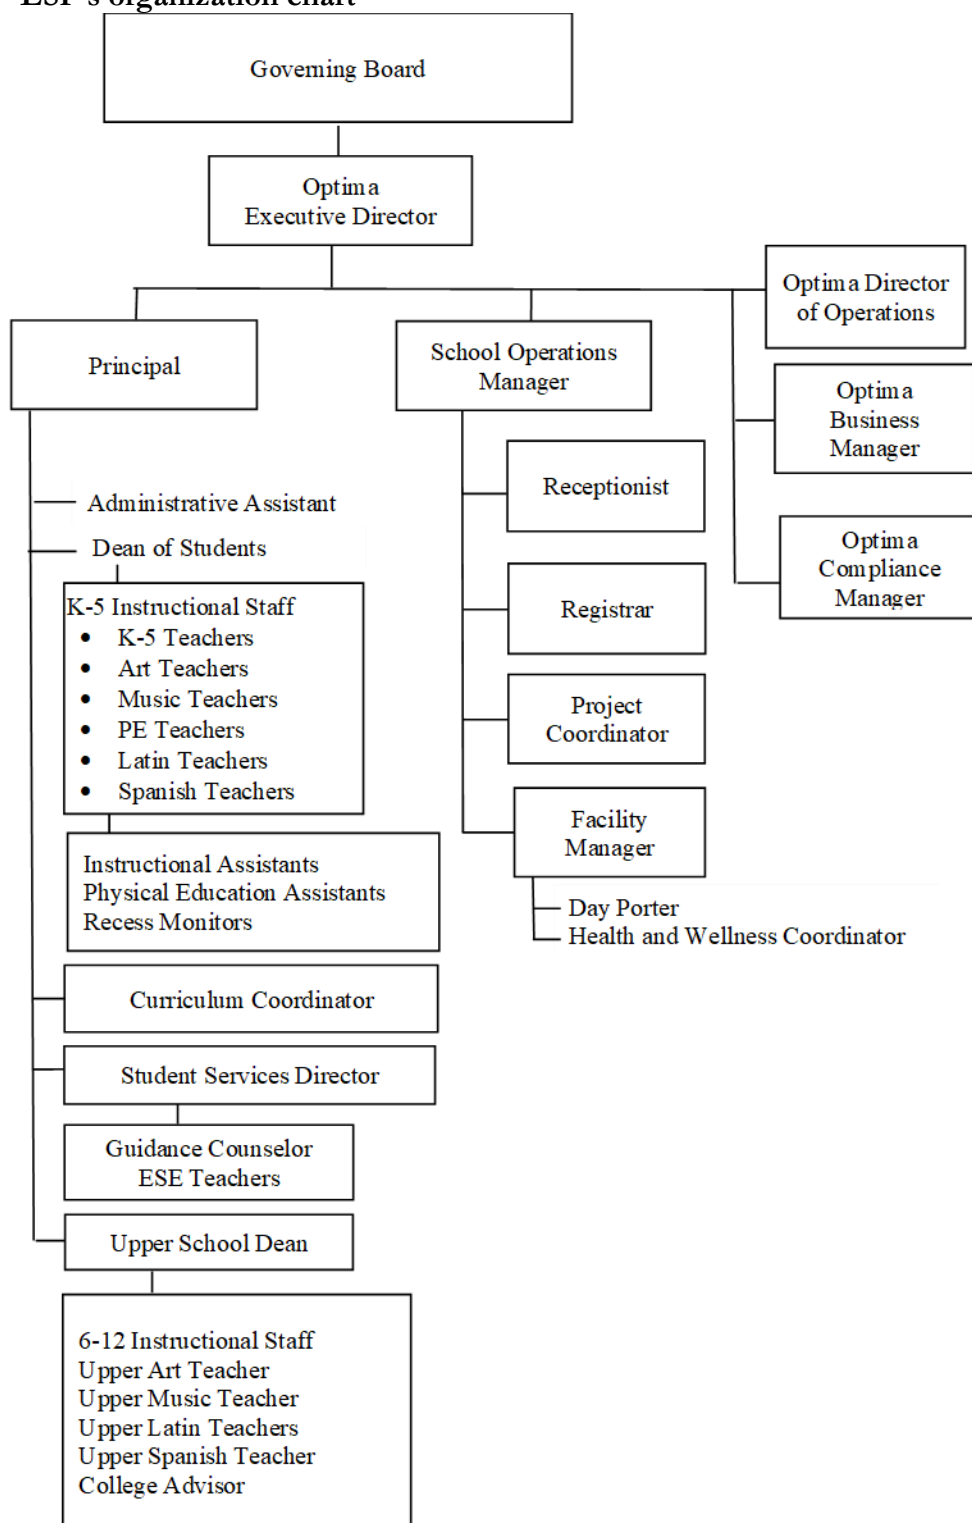 ESP's organization chart
Governing Board
Optima
Executive Director
Optima Director
of Operations
Principal
School Operations
Manager
Optima
Business
Manager
Receptionist
Administrative Assistant
Optima
Compliance
Manager
Dean of Students
K-5 Instructional Staff
• K-5 Teachers
• Art Teachers
• Music Teachers
• PE Teachers
• Latin Teachers
• Spanish Teachers
Registrar
Project
Coordinator
Facility
Manager
Instructional Assistants
Physical Education Assistants
Recess Monitors
Day Porter
Health and Wellness Coordinator
Curriculum Coordinator
Student Services Director
Guidance Counselor
ESE Teachers
Upper School Dean
6-12 Instructional Staff
Upper Art Teacher
Upper Music Teacher
Upper Latin Teachers
Upper Spanish Teacher
College Advisor